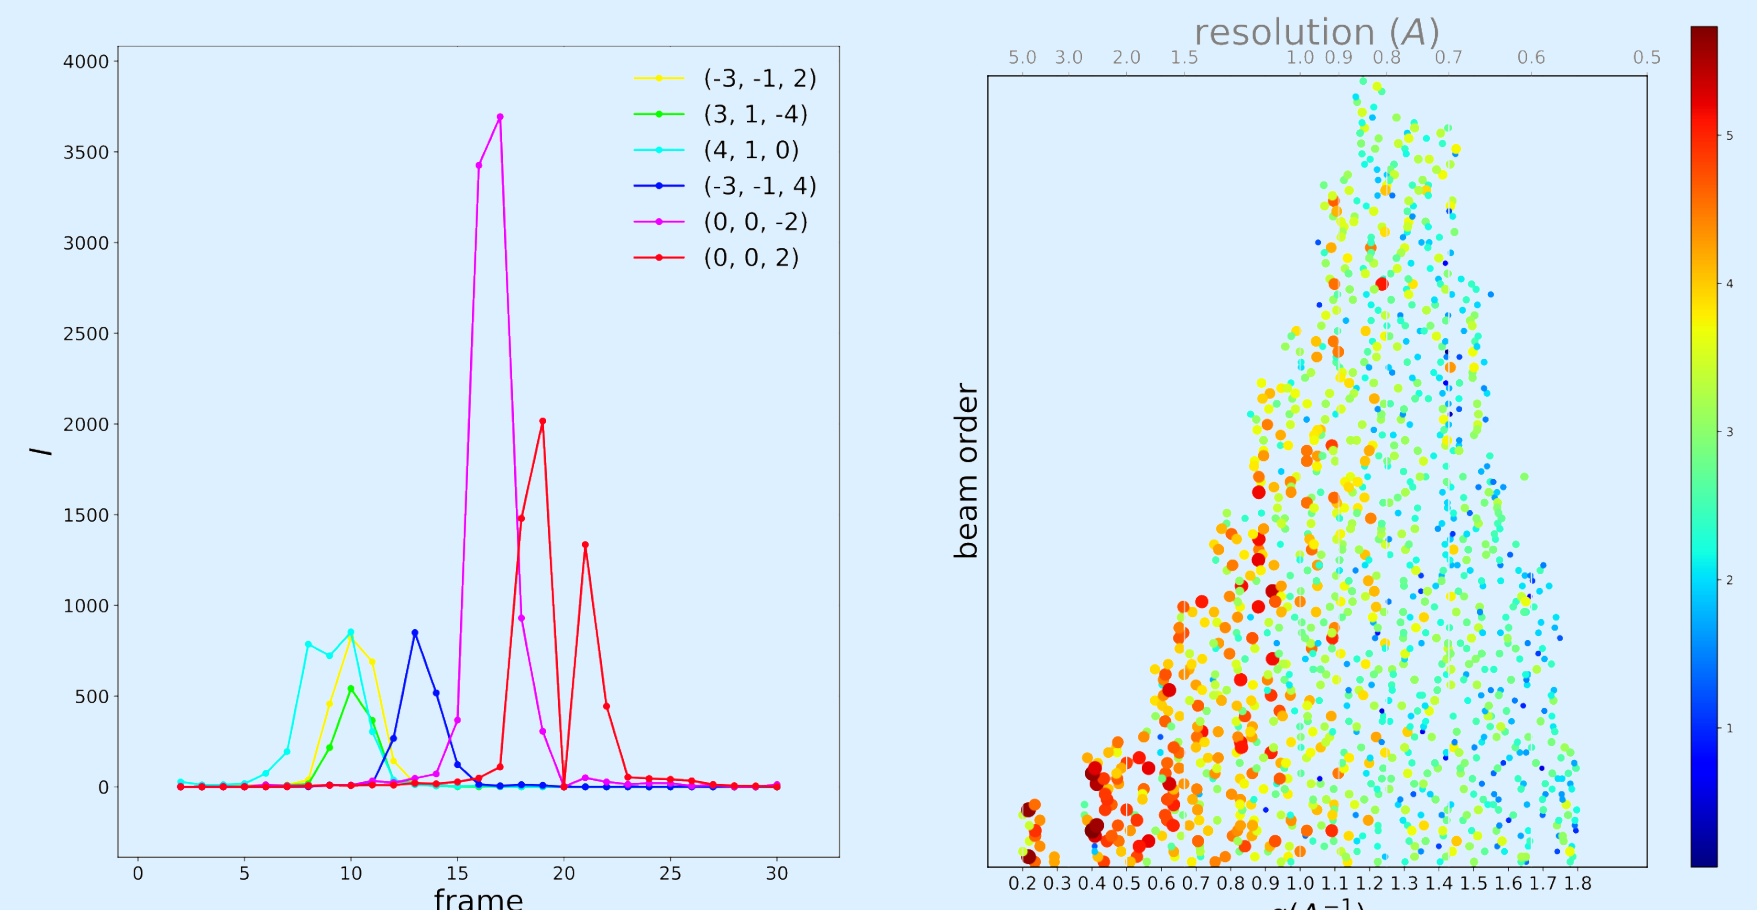 4000
3500
3000
2500
2000
1500
1000
500
0
I
0 5 10 15 20 25 30
frame
(-3, -1, 2)
(3, 1, -4)
(4, 1, 0)
(-3, -1, 4)
(0, 0, -2)
(0, 0, 2)
resolution (A)
5.0 3.0 2.0 1.5 1.0 0.9 0.8 0.7 0.6 0.5
beam order
0.2 0.3 0.4 0.5 0.6 0.7 0.8 0.9 1.0 1.1 1.2 1.3 1.4 1.5 1.6 1.7 1.8
q(A⁻¹)
5
4
3
2
1